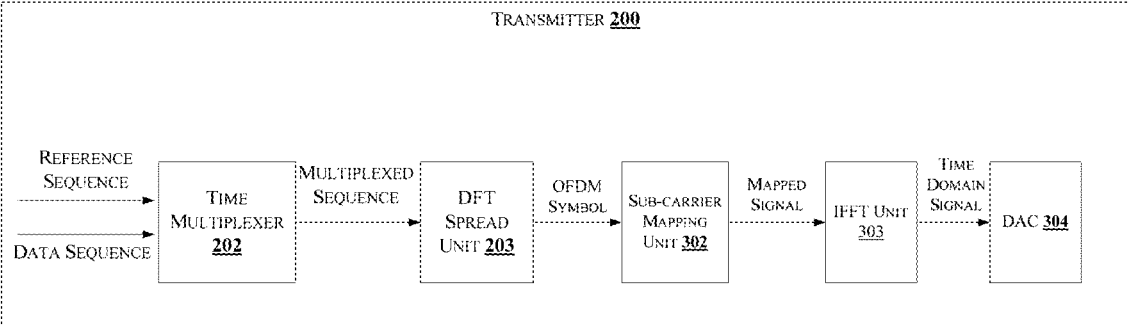 TRANSMITTER 200
REFERENCE
SEQUENCE
DATA SEQUENCE
TIME
MULTIPLEXER
202
MULTIPLEXED
SEQUENCE
DFT
SPREAD
UNIT 203
OFDM
SYMBOL
SUB-CARRIER
MAPPING
UNIT 302
MAPPED
SIGNAL
IFFT UNIT
303
TIME
DOMAIN
SIGNAL
DAC 304